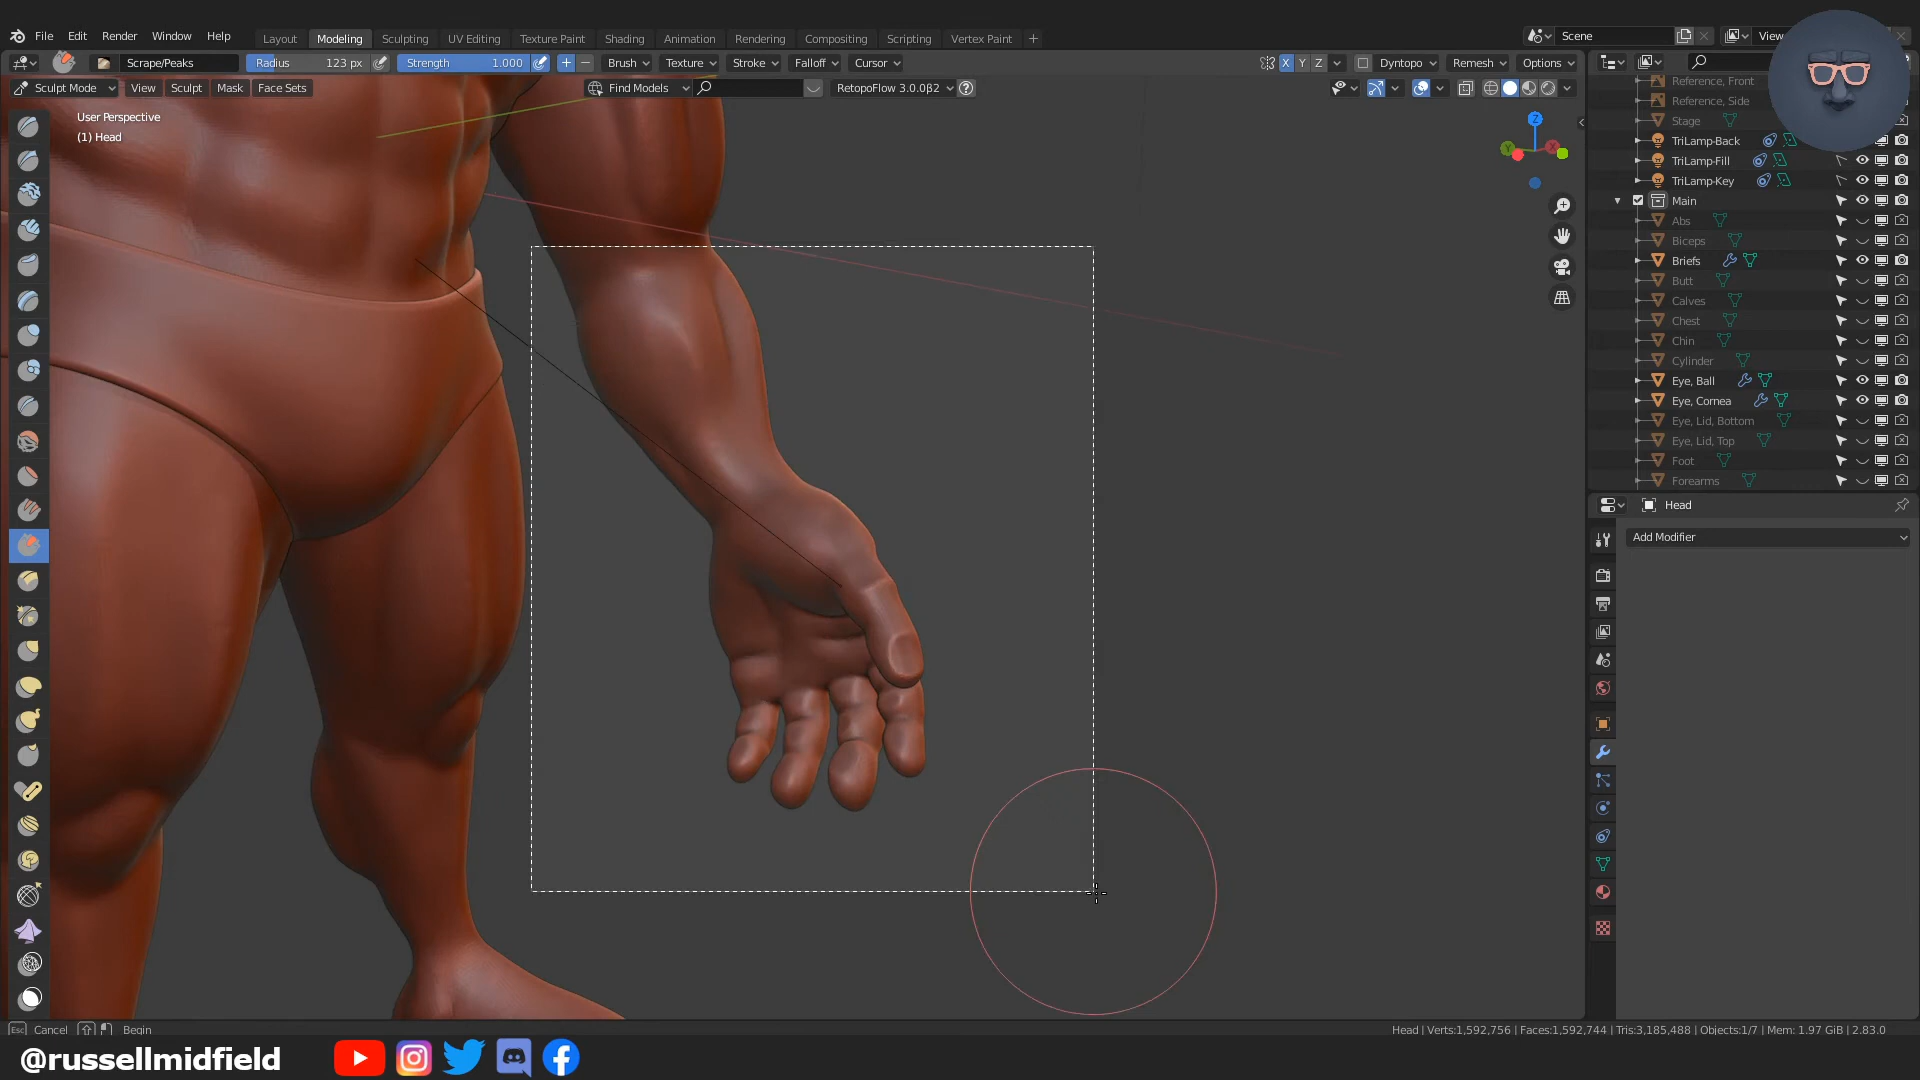 File Edit Render Window Help
Layout Modeling Sculpting UV Editing Texture Paint Shading Animation Rendering Compositing Scripting Vertex Paint +
Scene
View
Scrape/Peaks Radius 123 px Strength 1.000 + − Brush Texture Stroke Falloff Cursor X Y Z Dyntopo Remesh Options
Sculpt Mode View Sculpt Mask Face Sets Find Models RetopoFlow 3.0.0β2
User Perspective
(1) Head
Z
Y
X
Reference, Front
Reference, Side
Stage
TriLamp-Back
TriLamp-Fill
TriLamp-Key
Main
Abs
Biceps
Briefs
Butt
Calves
Chest
Chin
Cylinder
Eye, Ball
Eye, Cornea
Eye, Lid, Bottom
Eye, Lid, Top
Foot
Forearms
Head
Add Modifier
Esc Cancel Begin
Head | Verts:1,592,756 | Faces:1,592,744 | Tris:3,185,488 | Objects:1/7 | Mem: 1.97 GiB | 2.83.0
@russellmidfield